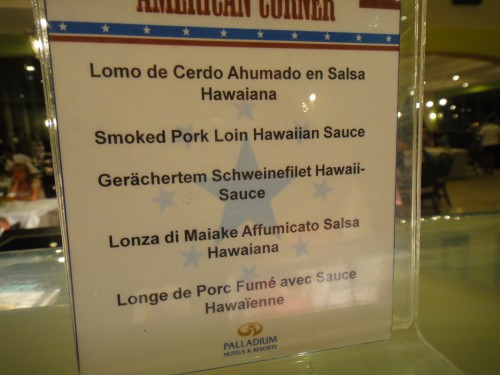 AMERICAN CORNER
Lomo de Cerdo Ahumado en Salsa
Hawaiana
Smoked Pork Loin Hawaiian Sauce
Gerächertem Schweinefilet Hawaii-
Sauce
Lonza di Maiake Affumicato Salsa
Hawaiana
Longe de Porc Fumé avec Sauce
Hawaïenne
PALLADIUM
HOTELS & RESORTS